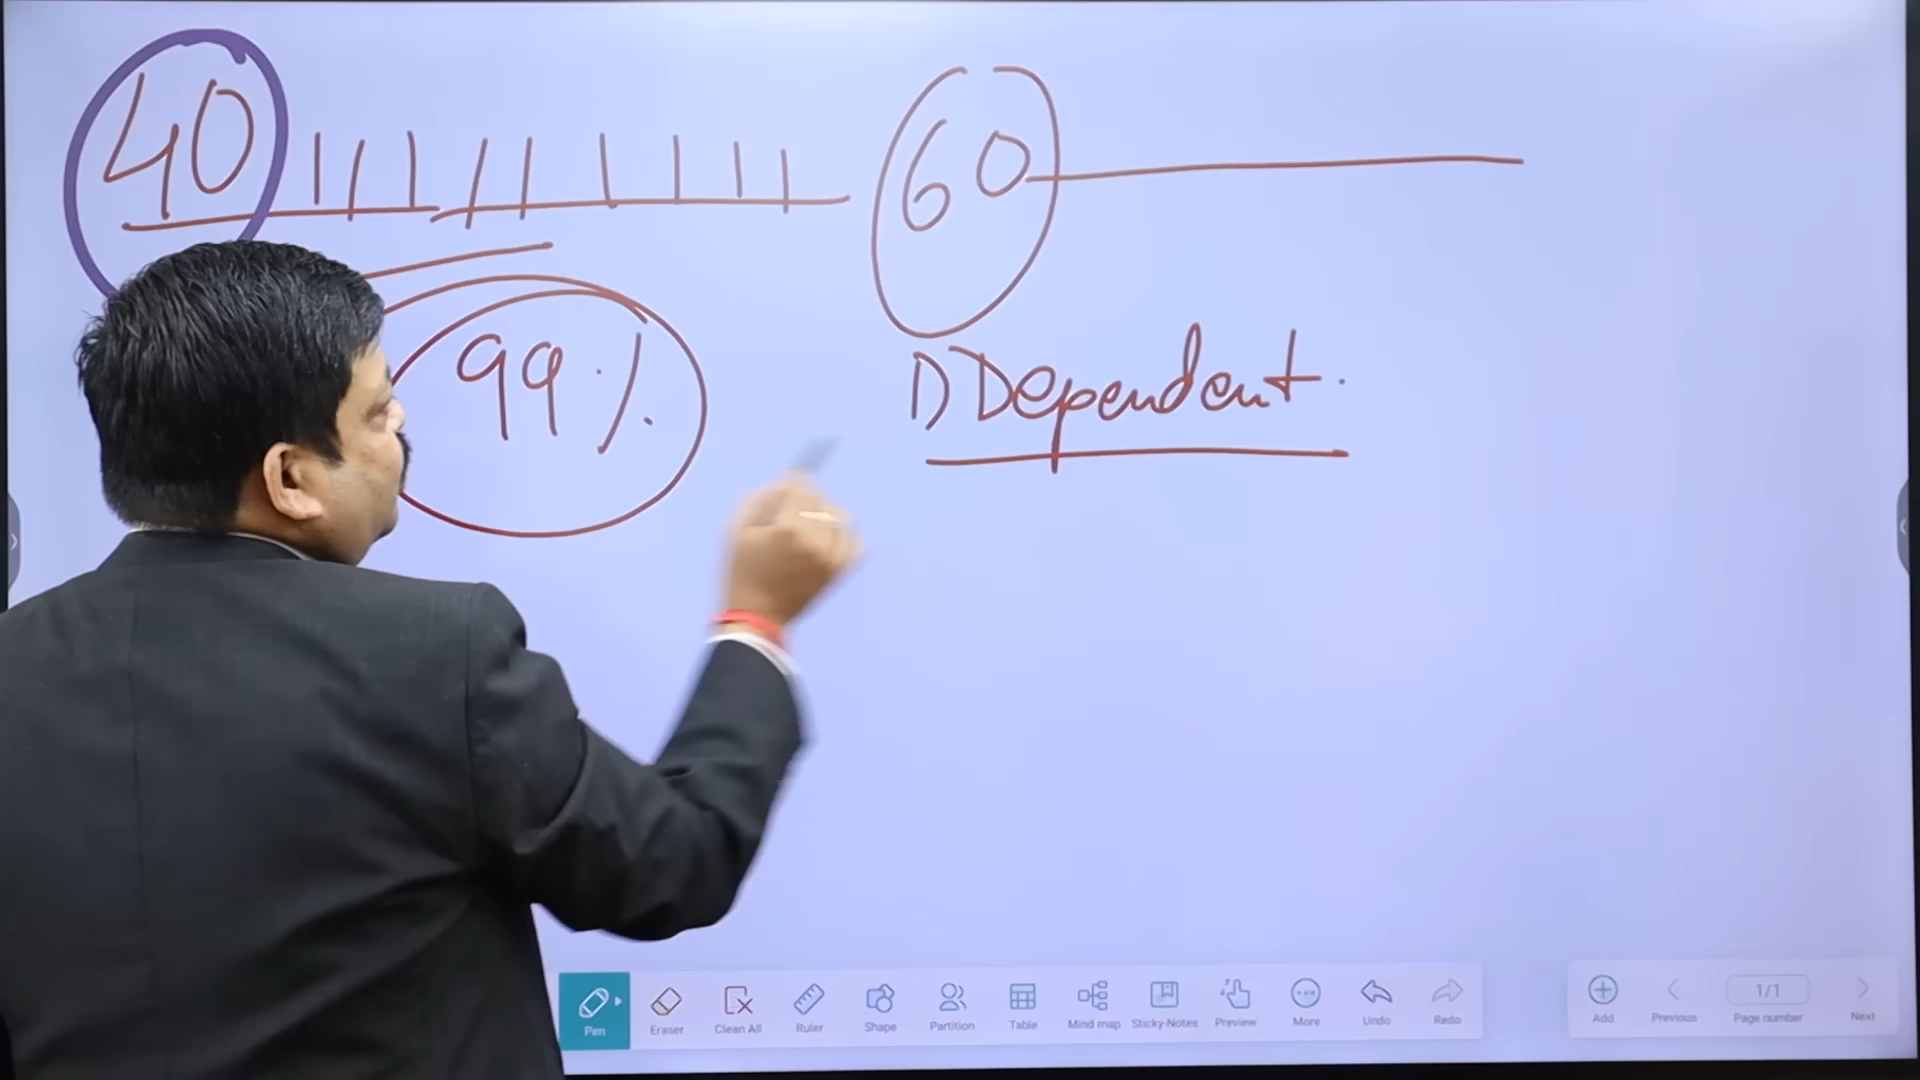 40 60
99%
1) Dependent.
Pen Eraser Clean All Ruler Shape Partition Table Mind map Sticky-Notes Preview More Undo Redo Add Previous 1/1 Page number Next